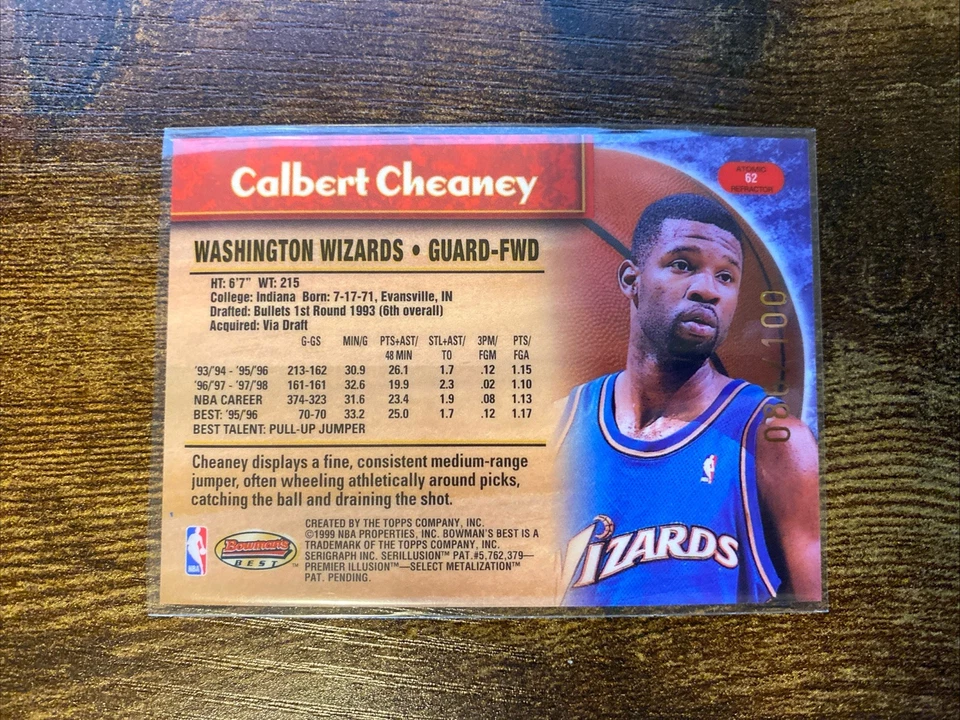 Calbert Cheaney
ATOMIC
62
REFRACTOR
WASHINGTON WIZARDS • GUARD-FWD
HT: 6'7" WT: 215
College: Indiana Born: 7-17-71, Evansville, IN
Drafted: Bullets 1st Round 1993 (6th overall)
Acquired: Via Draft
G-GS MIN/G PTS+AST/ STL+AST/ 3PM/ PTS/
48 MIN TO FGM FGA
'93/'94 - '95/'96 213-162 30.9 26.1 1.7 .12 1.15
'96/'97 - '97/'98 161-161 32.6 19.9 2.3 .02 1.10
NBA CAREER 374-323 31.6 23.4 1.9 .08 1.13
BEST: '95/'96 70-70 33.2 25.0 1.7 .12 1.17
BEST TALENT: PULL-UP JUMPER
Cheaney displays a fine, consistent medium-range
jumper, often wheeling athletically around picks,
catching the ball and draining the shot.
CREATED BY THE TOPPS COMPANY, INC.
©1999 NBA PROPERTIES, INC. BOWMAN'S BEST IS A
TRADEMARK OF THE TOPPS COMPANY, INC.
SERIGRAPH INC. SERILLUSION™ PAT.#5,762,379—
PREMIER ILLUSION™—SELECT METALIZATION™
PAT. PENDING.
NBA
Bowman's
BEST™
WIZARDS
/100